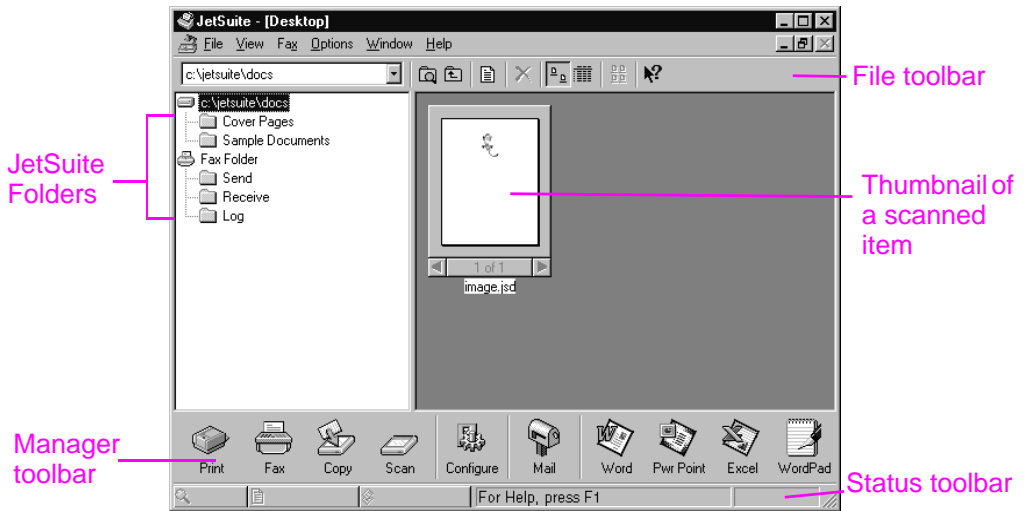 JetSuite - [Desktop]
File View Fax Options Window Help
c:\jetsuite\docs
File toolbar
c:\jetsuite\docs
Cover Pages
Sample Documents
Fax Folder
Send
Receive
Log
JetSuite
Folders
Thumbnail of
a scanned
item
1 of 1
image.jsd
Manager
toolbar
Print Fax Copy Scan Configure Mail Word Pwr Point Excel WordPad
For Help, press F1
Status toolbar